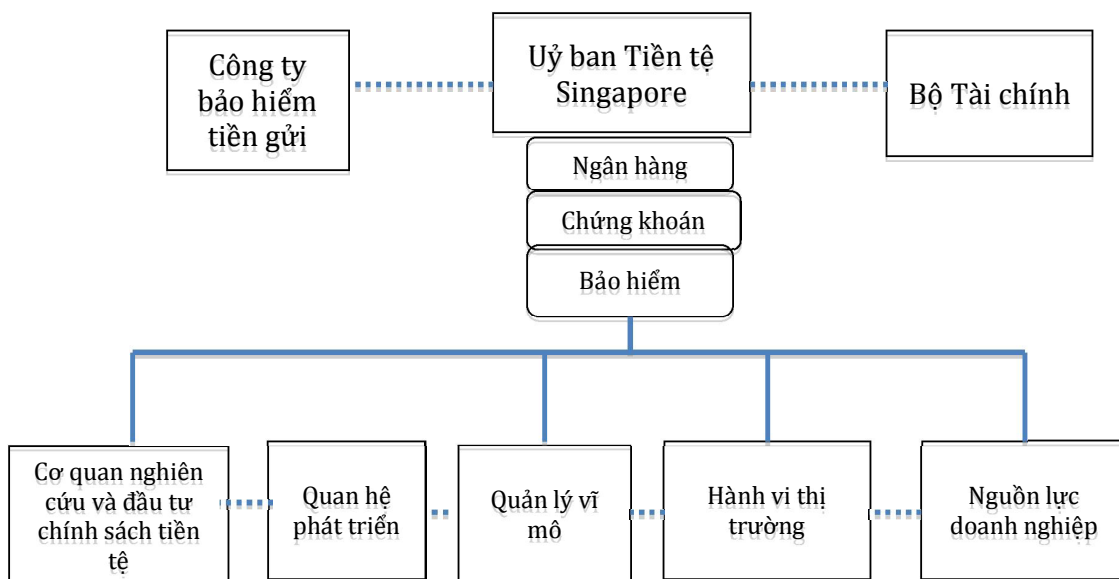 Công ty
bảo hiểm
tiền gửi
Uỷ ban Tiền tệ
Singapore
Bộ Tài chính
Ngân hàng
Chứng khoán
Bảo hiểm
Cơ quan nghiên
cứu và đầu tư
chính sách tiền
tệ
Quan hệ
phát triển
Quản lý vĩ
mô
Hành vi thị
trường
Nguồn lực
doanh nghiệp